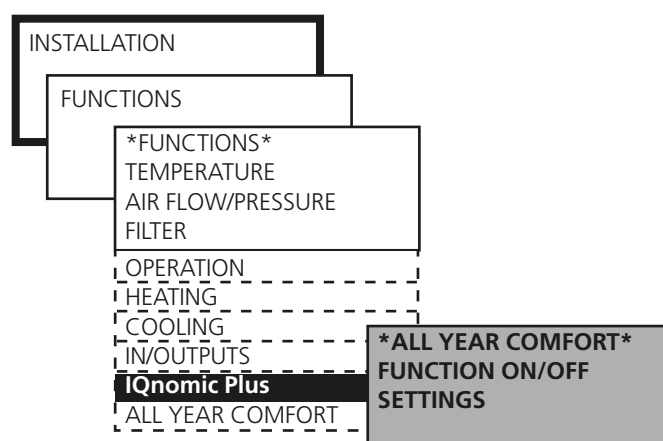 INSTALLATION
FUNCTIONS
*FUNCTIONS*
TEMPERATURE
AIR FLOW/PRESSURE
FILTER
OPERATION
HEATING
COOLING
IN/OUTPUTS
IQnomic Plus
ALL YEAR COMFORT
*ALL YEAR COMFORT*
FUNCTION ON/OFF
SETTINGS